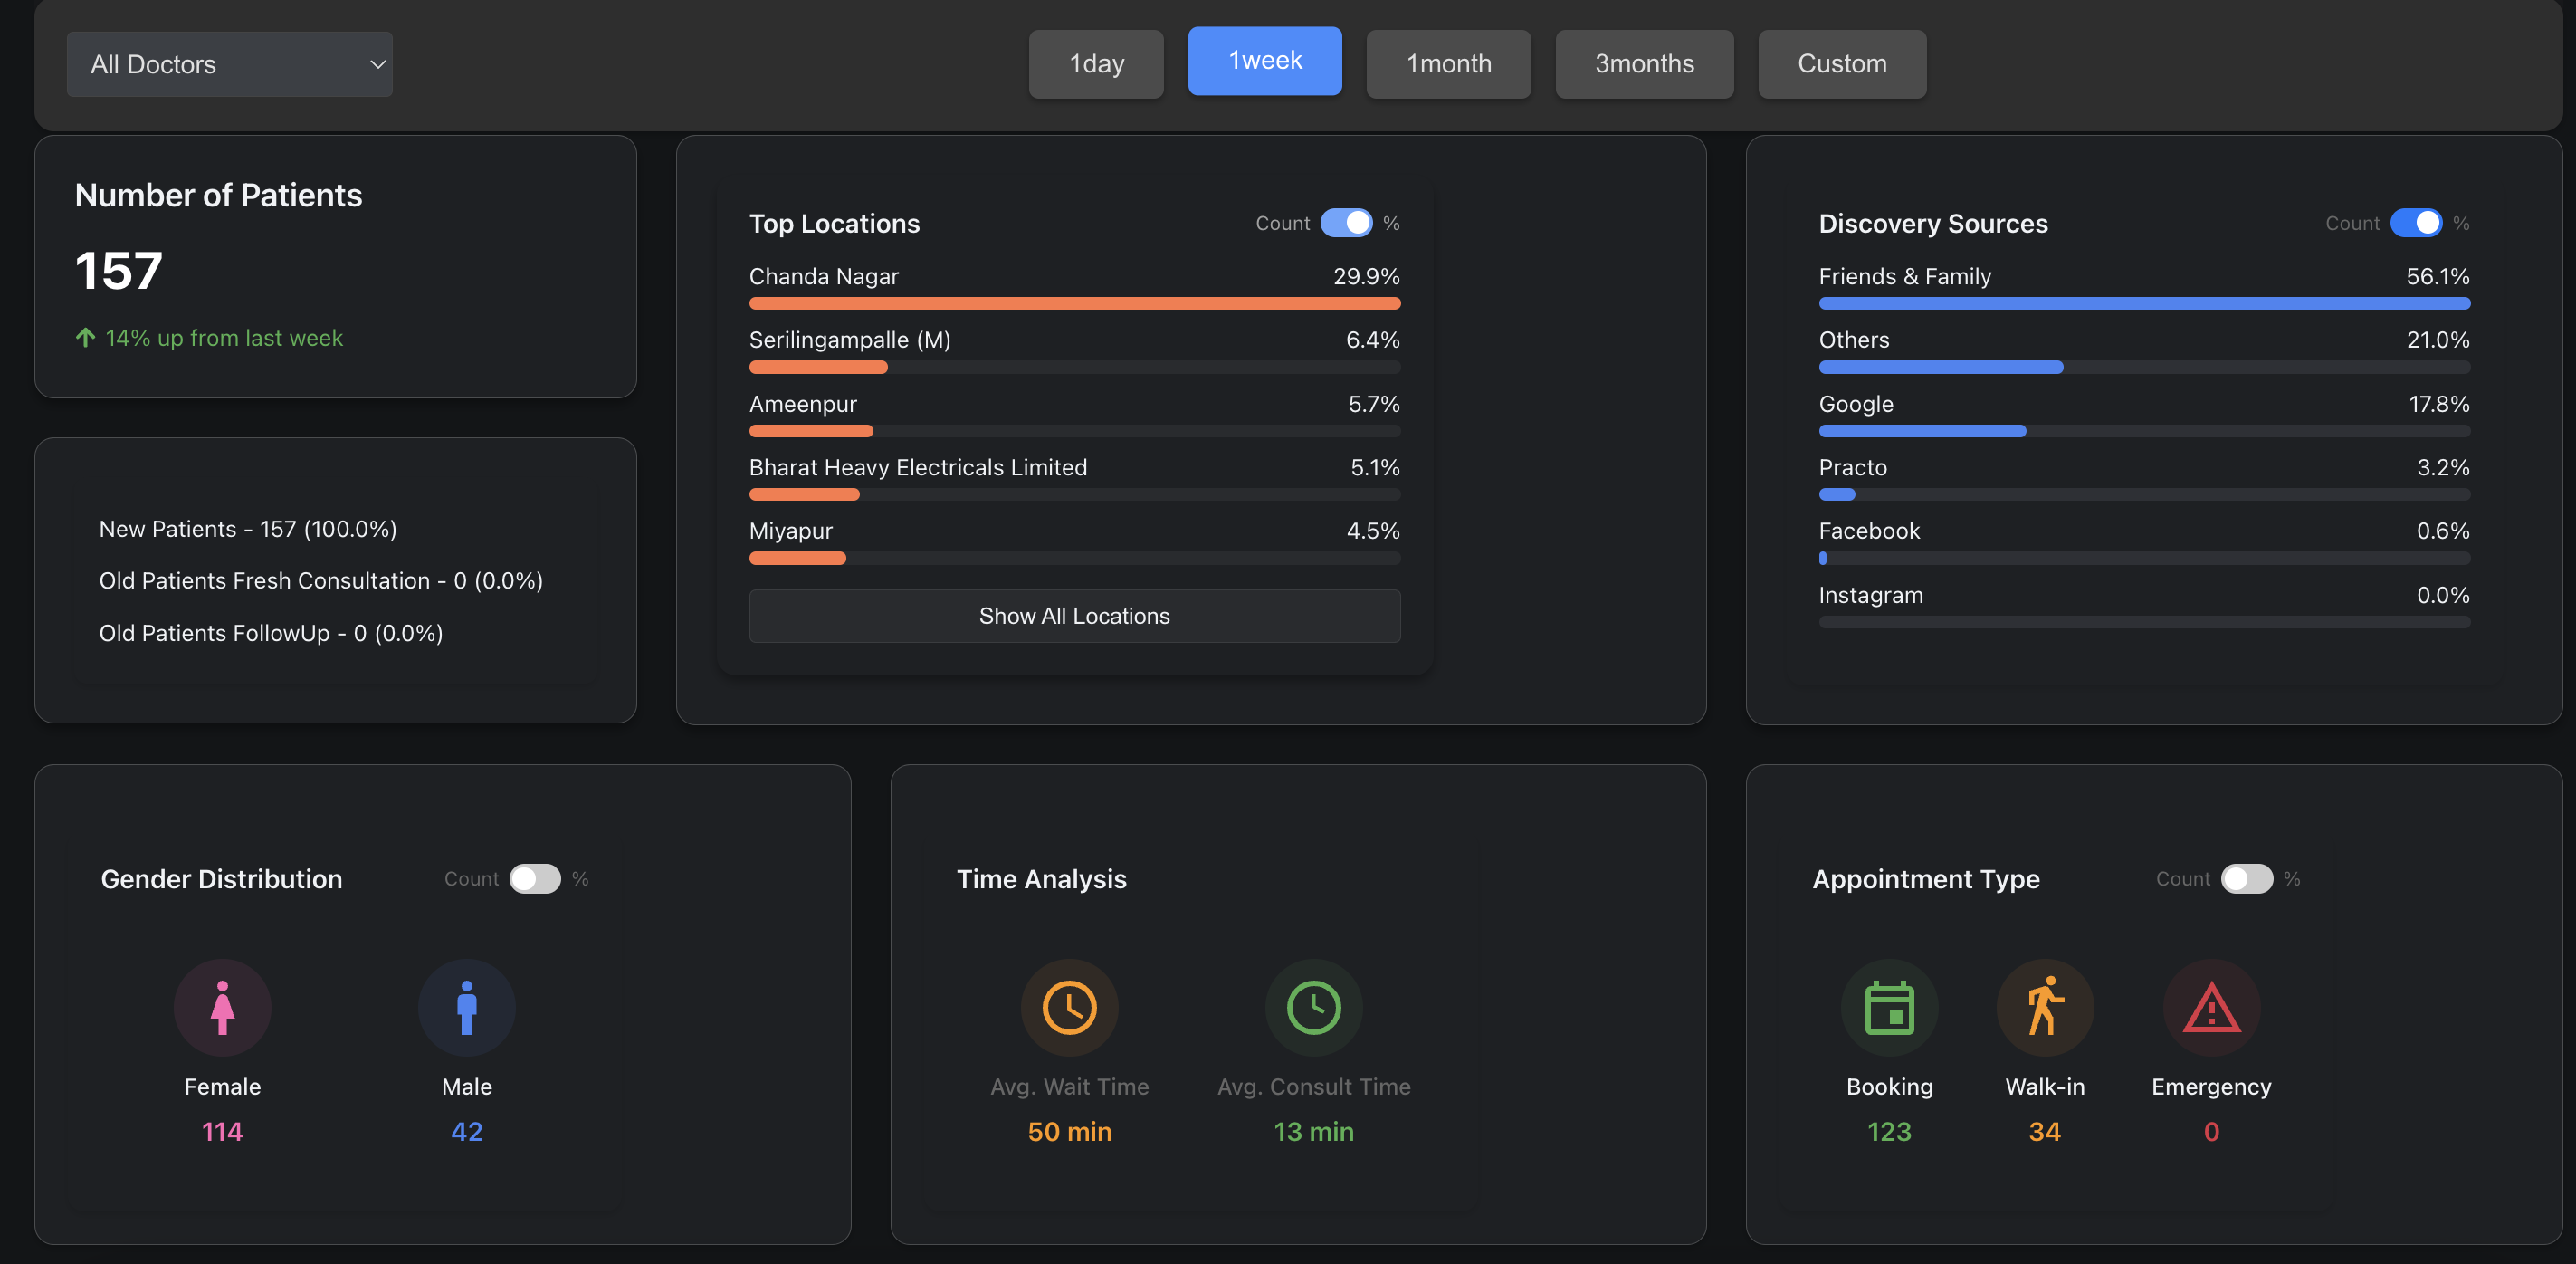 All Doctors
1day
1week
1month
3months
Custom
Number of Patients
157
14% up from last week
New Patients - 157 (100.0%)
Old Patients Fresh Consultation - 0 (0.0%)
Old Patients FollowUp - 0 (0.0%)
Top Locations
Count %
Chanda Nagar 29.9%
Serilingampalle (M) 6.4%
Ameenpur 5.7%
Bharat Heavy Electricals Limited 5.1%
Miyapur 4.5%
Show All Locations
Discovery Sources
Count %
Friends & Family 56.1%
Others 21.0%
Google 17.8%
Practo 3.2%
Facebook 0.6%
Instagram 0.0%
Gender Distribution
Count %
Female
114
Male
42
Time Analysis
Avg. Wait Time
50 min
Avg. Consult Time
13 min
Appointment Type
Count %
Booking
123
Walk-in
34
Emergency
0